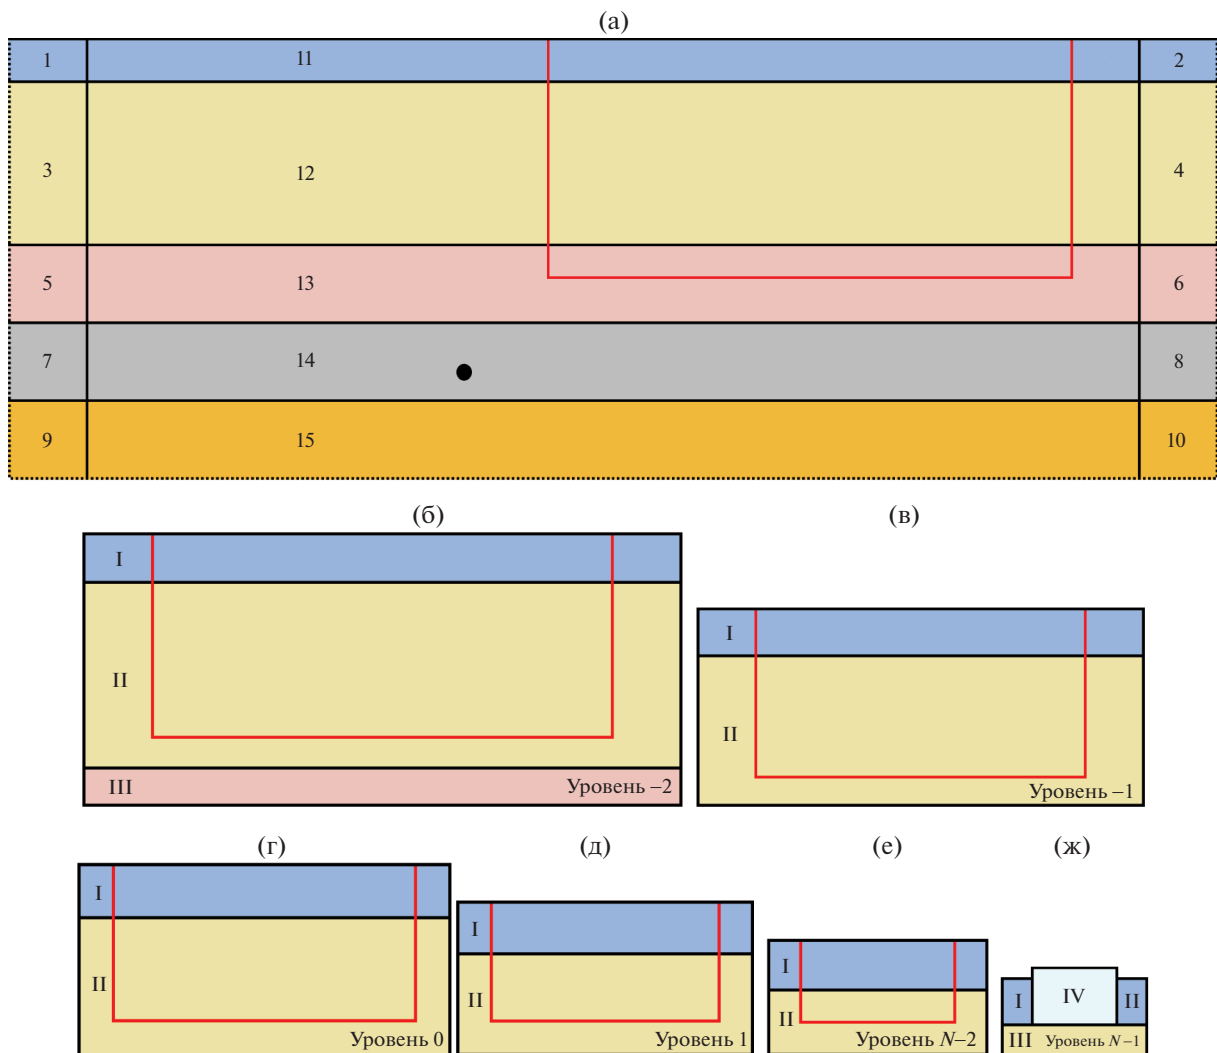 (а)
1 11 2
3 12 4
5 13 6
7 14 8
9 15 10
(б) (в)
I
II
III Уровень –2
I
II
Уровень –1
(г) (д) (е) (ж)
I
II
Уровень 0
I
II
Уровень 1
I
II
Уровень N–2
I IV II
III Уровень N–1